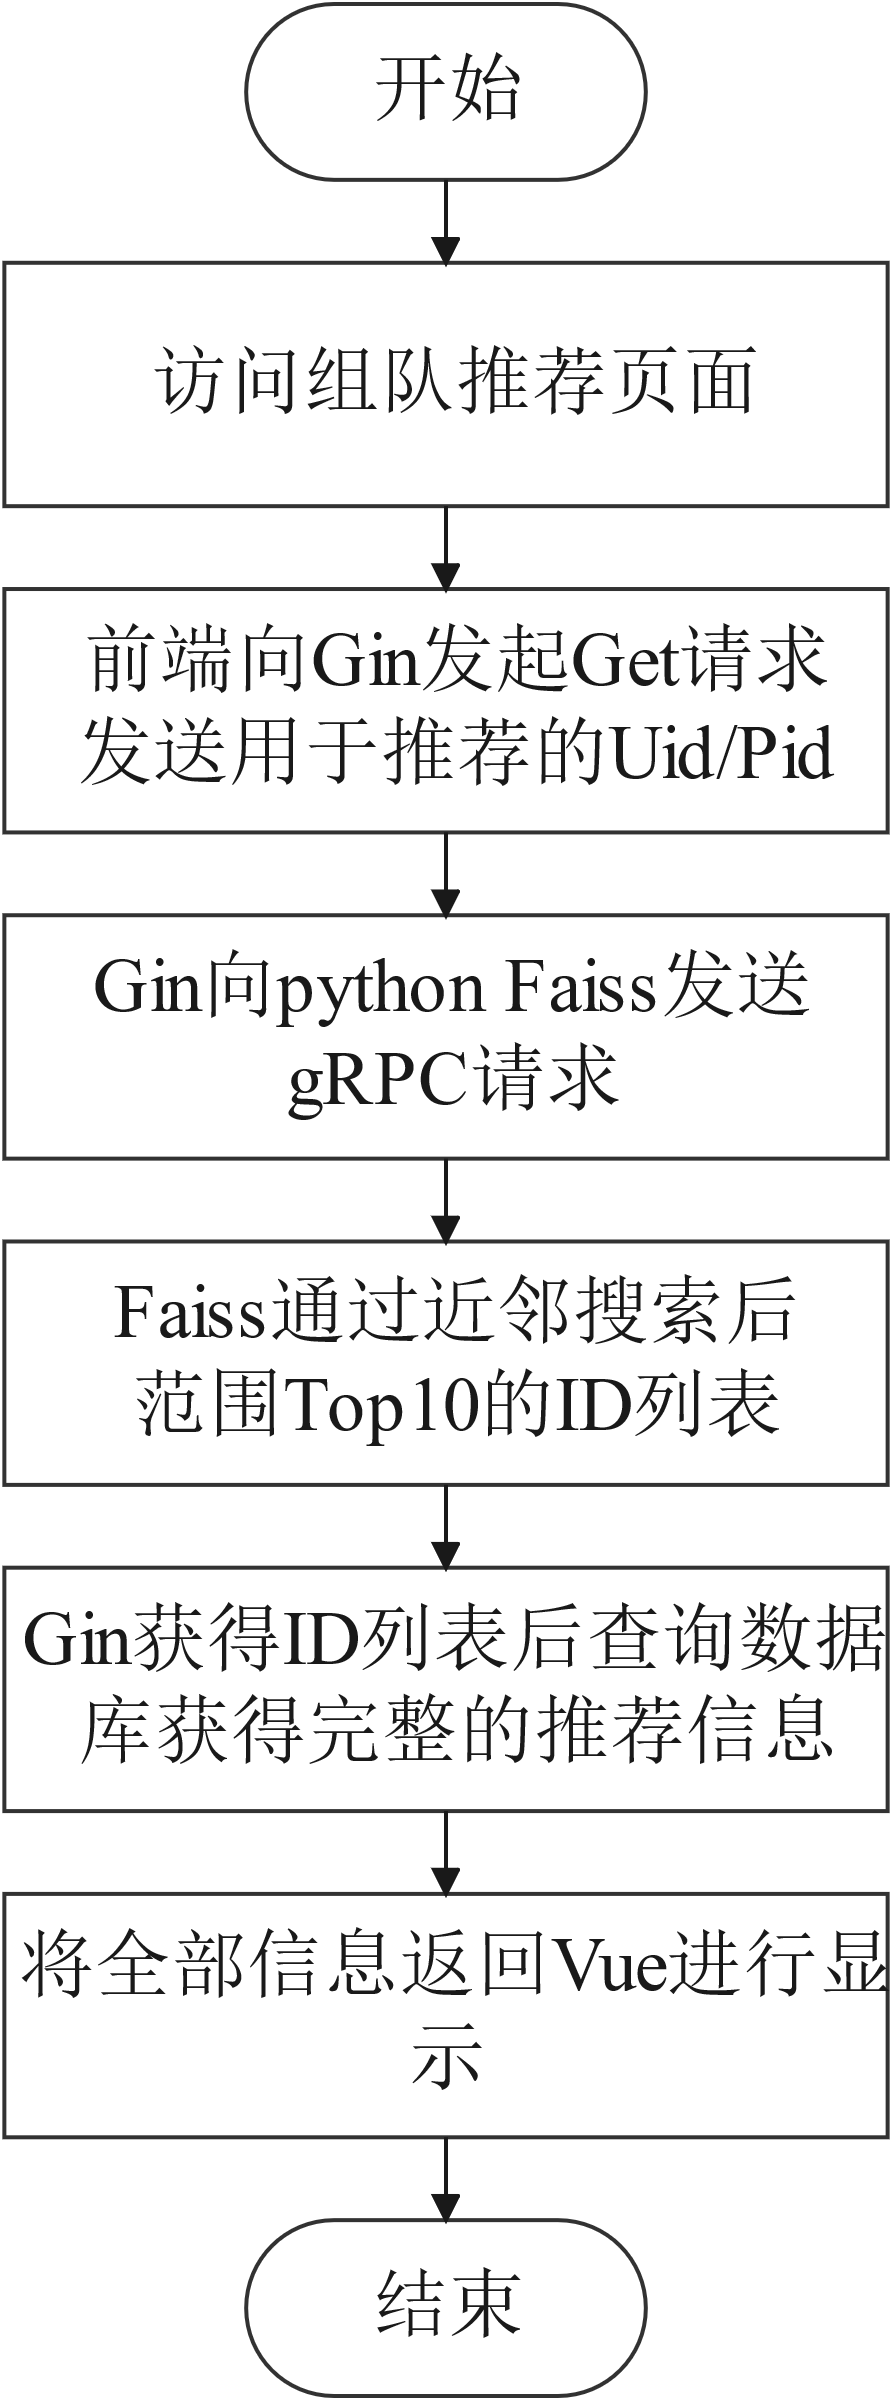 开始
访问组队推荐页面
前端向Gin发起Get请求
发送用于推荐的Uid/Pid
Gin向python Faiss发送
gRPC请求
Faiss通过近邻搜索后
范围Top10的ID列表
Gin获得ID列表后查询数据
库获得完整的推荐信息
将全部信息返回Vue进行显
示
结束